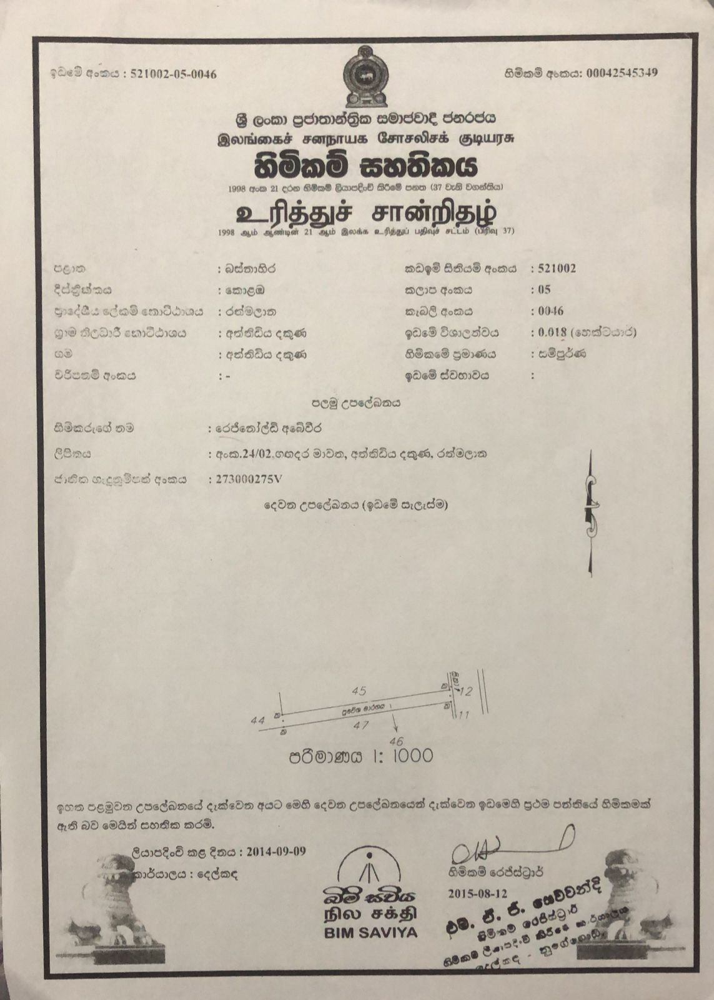 ඉඩමේ අංකය : 521002-05-0046
හිමිකම් අංකය: 00042545349
ශ්‍රී ලංකා ප්‍රජාතාන්ත්‍රික සමාජවාදී ජනරජය
இலங்கைச் சனநாயக சோசலிசக் குடியரசு
හිමිකම් සහතිකය
1998 අංක 21 දරන හිමිකම් ලියාපදිංචි කිරීමේ පනත (37 වැනි වගන්තිය)
உரித்துச் சான்றிதழ்
1998 ஆம் ஆண்டின் 21 ஆம் இலக்க உரித்துப் பதிவுச் சட்டம் (பிரிவு 37)
පළාත : බස්නාහිර
කඩඉම් සිතියම් අංකය : 521002
දිස්ත්‍රික්කය : කොළඹ
කලාප අංකය : 05
ප්‍රාදේශීය ලේකම් කොට්ඨාශය : රත්මලාන
කැබලි අංකය : 0046
ග්‍රාම නිලධාරී කොට්ඨාශය : අත්තිඩිය දකුණ
ඉඩමේ විශාලත්වය : 0.018 (හෙක්ටයාර)
ගම : අත්තිඩිය දකුණ
හිමිකමේ ප්‍රමාණය : සම්පුර්ණ
වරිපනම් අංකය : -
ඉඩමේ ස්වභාවය :
පලමු උපලේඛනය
හිමිකරුගේ නම : රෙජිනෝල්ඩ් අබේවීර
ලිපිනය : අංක.24/02,ගඟදර මාවත, අත්තිඩිය දකුණ, රත්මලාන
ජාතික හැඳුනුම්පත් අංකය : 273000275V
දෙවන උපලේඛනය (ඉඩමේ සැලැස්ම)
45
ක
12
44
ක
ප්‍රවේශ මාර්ගය
ක
11
ක
47
46
පරිමාණය 1: 1000
ඉහත පළමුවන උපලේඛනයේ දැක්වෙන අයට මෙහි දෙවන උපලේඛනයෙන් දැක්වෙන ඉඩමෙහි ප්‍රථම පන්තියේ හිමිකමක්
ඇති බව මෙයින් සහතික කරමි.
ලියාපදිංචි කළ දිනය : 2014-09-09
කාර්යාලය : දෙල්කඳ
හිමිකම් රෙජිස්ට්‍රාර්
2015-08-12
බිම් සවිය
நில சக்தி
BIM SAVIYA
එම්. ඒ. ජී. සෙව්වන්දි
හිමිකම් රෙජිස්ට්‍රාර්
හිමිකම් ලියාපදිංචි කිරීමේ කාර්යාලය
දෙල්කඳ - නුගේගොඩ.